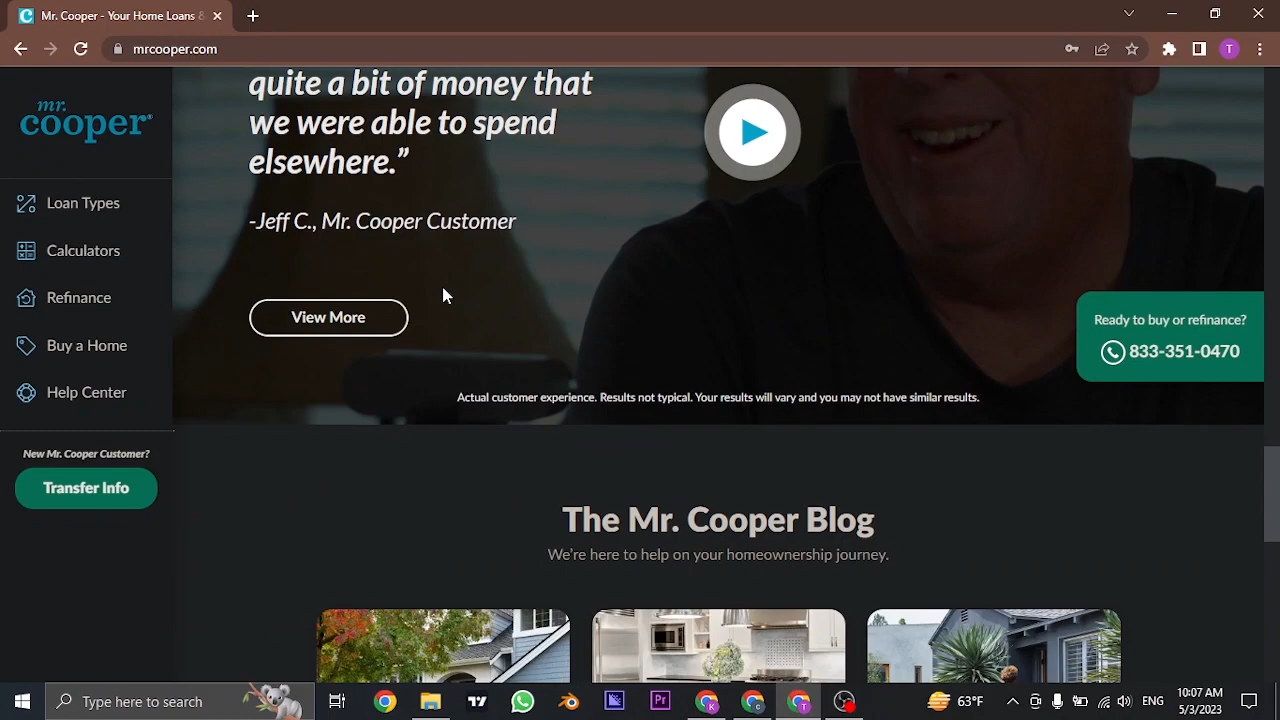 Mr. Cooper - Your Home Loans &
mrcooper.com
T
mr.
cooper®
Loan Types
Calculators
Refinance
Buy a Home
Help Center
New Mr. Cooper Customer?
Transfer Info
quite a bit of money that
we were able to spend
elsewhere.”
-Jeff C., Mr. Cooper Customer
View More
Ready to buy or refinance?
833-351-0470
Actual customer experience. Results not typical. Your results will vary and you may not have similar results.
The Mr. Cooper Blog
We're here to help on your homeownership journey.
Type here to search
Pr
K
C
T
63°F
ENG
10:07 AM
5/3/2023